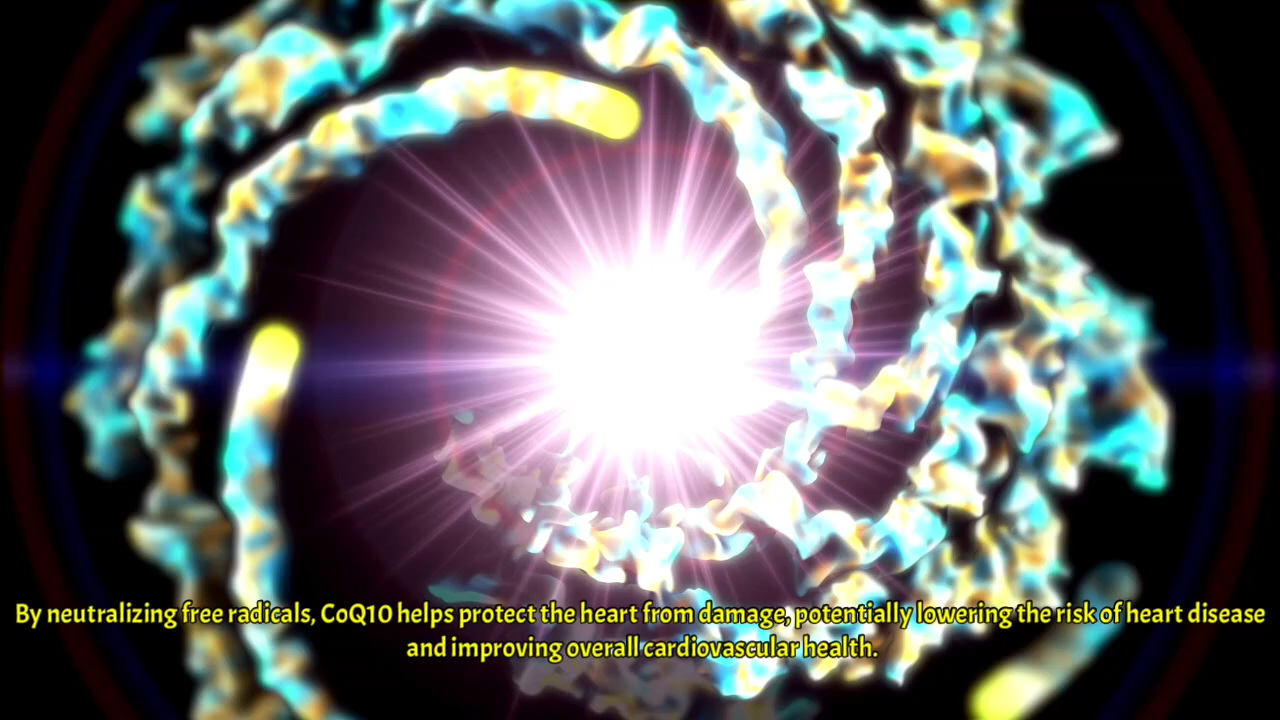 By neutralizing free radicals, CoQ10 helps protect the heart from damage, potentially lowering the risk of heart disease
and improving overall cardiovascular health.